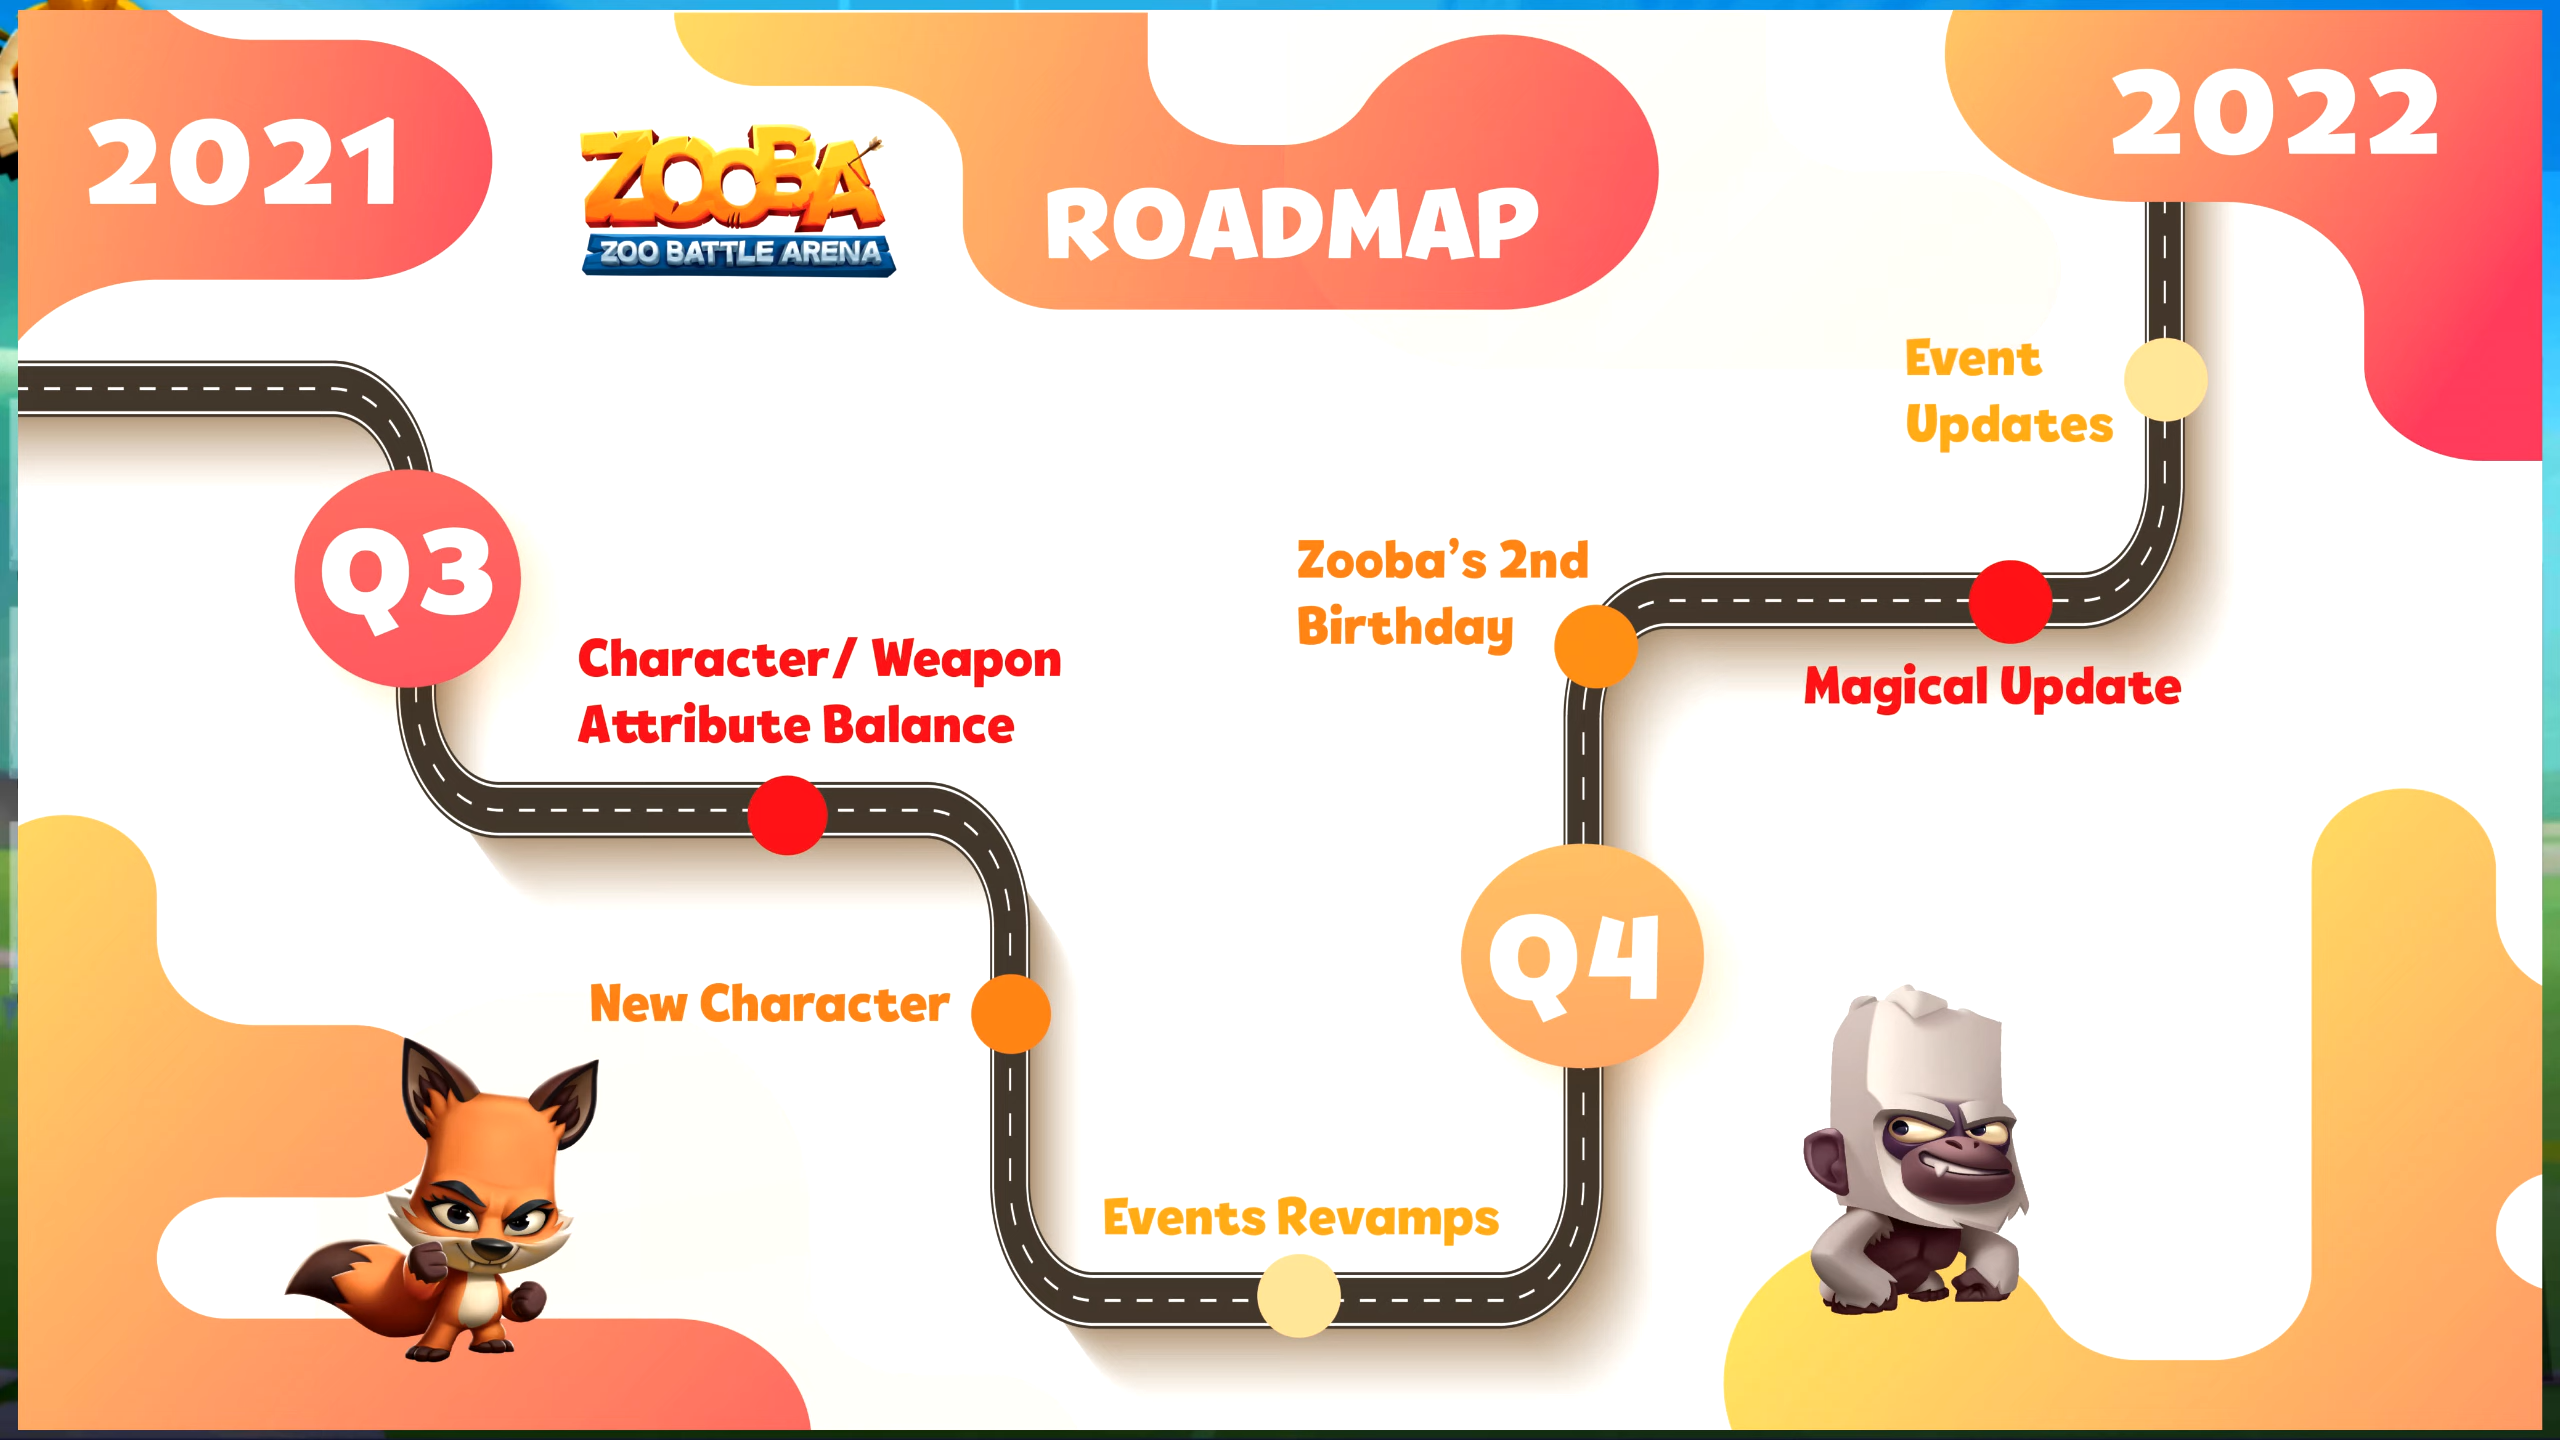 2021
ZOOBA
ZOO BATTLE ARENA
ROADMAP
2022
Q3
Character/ Weapon
Attribute Balance
New Character
Events Revamps
Q4
Zooba's 2nd
Birthday
Magical Update
Event
Updates